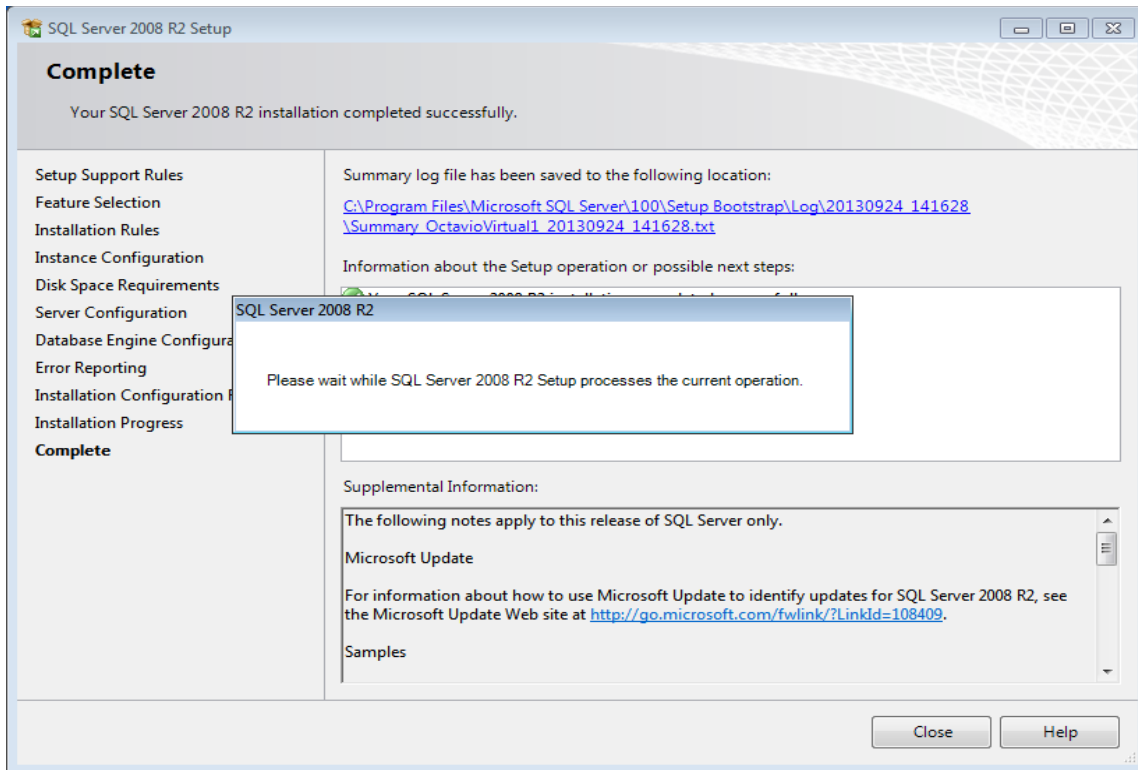 SQL Server 2008 R2 Setup
Complete
Your SQL Server 2008 R2 installation completed successfully.
Setup Support Rules
Feature Selection
Installation Rules
Instance Configuration
Disk Space Requirements
Server Configuration
Database Engine Configura
Error Reporting
Installation Configuration
Installation Progress
Complete
Summary log file has been saved to the following location:
C:\Program Files\Microsoft SQL Server\100\Setup Bootstrap\Log\20130924_141628
\Summary_OctavioVirtual1_20130924_141628.txt
Information about the Setup operation or possible next steps:
SQL Server 2008 R2
Please wait while SQL Server 2008 R2 Setup processes the current operation.
Supplemental Information:
The following notes apply to this release of SQL Server only.
Microsoft Update
For information about how to use Microsoft Update to identify updates for SQL Server 2008 R2, see
the Microsoft Update Web site at http://go.microsoft.com/fwlink/?LinkId=108409.
Samples
Close
Help